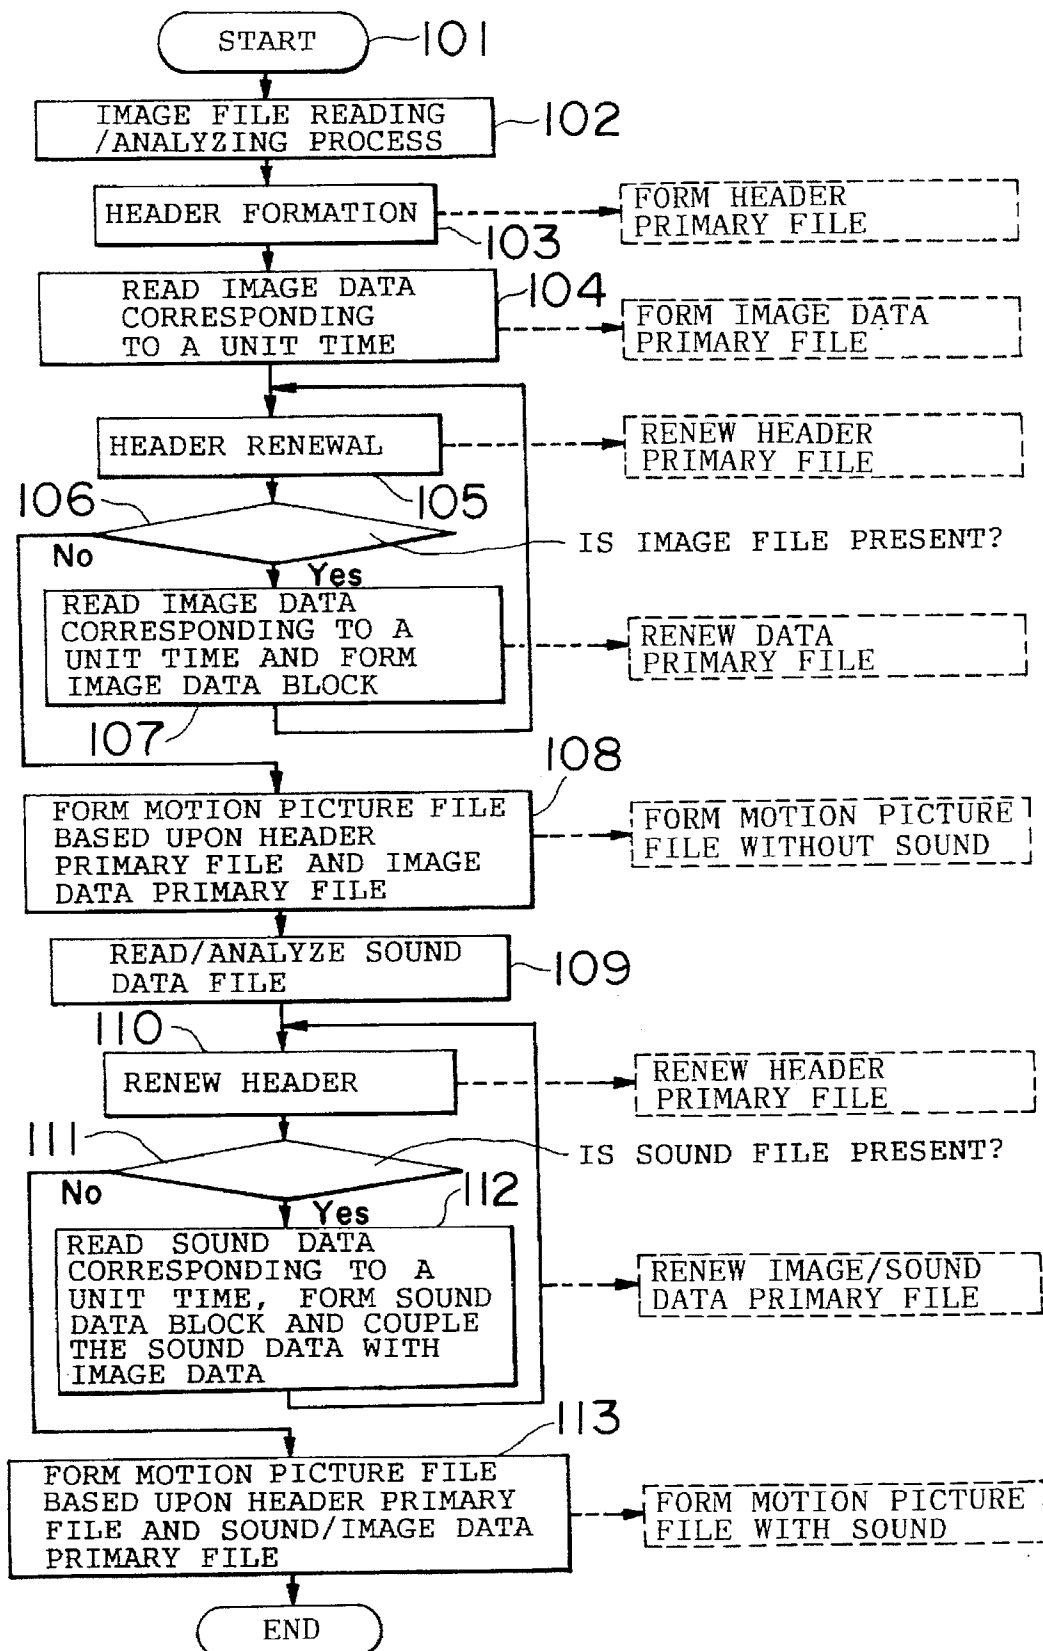 START
101
IMAGE FILE READING
/ANALYZING PROCESS
102
HEADER FORMATION
103
FORM HEADER
PRIMARY FILE
READ IMAGE DATA
CORRESPONDING
TO A UNIT TIME
104
FORM IMAGE DATA
PRIMARY FILE
HEADER RENEWAL
105
RENEW HEADER
PRIMARY FILE
106
IS IMAGE FILE PRESENT?
No
Yes
READ IMAGE DATA
CORRESPONDING TO A
UNIT TIME AND FORM
IMAGE DATA BLOCK
107
RENEW DATA
PRIMARY FILE
108
FORM MOTION PICTURE FILE
BASED UPON HEADER
PRIMARY FILE AND IMAGE
DATA PRIMARY FILE
FORM MOTION PICTURE
FILE WITHOUT SOUND
READ/ANALYZE SOUND
DATA FILE
109
110
RENEW HEADER
RENEW HEADER
PRIMARY FILE
111
IS SOUND FILE PRESENT?
No
Yes
112
READ SOUND DATA
CORRESPONDING TO A
UNIT TIME, FORM SOUND
DATA BLOCK AND COUPLE
THE SOUND DATA WITH
IMAGE DATA
RENEW IMAGE/SOUND
DATA PRIMARY FILE
113
FORM MOTION PICTURE FILE
BASED UPON HEADER PRIMARY
FILE AND SOUND/IMAGE DATA
PRIMARY FILE
FORM MOTION PICTURE
FILE WITH SOUND
END